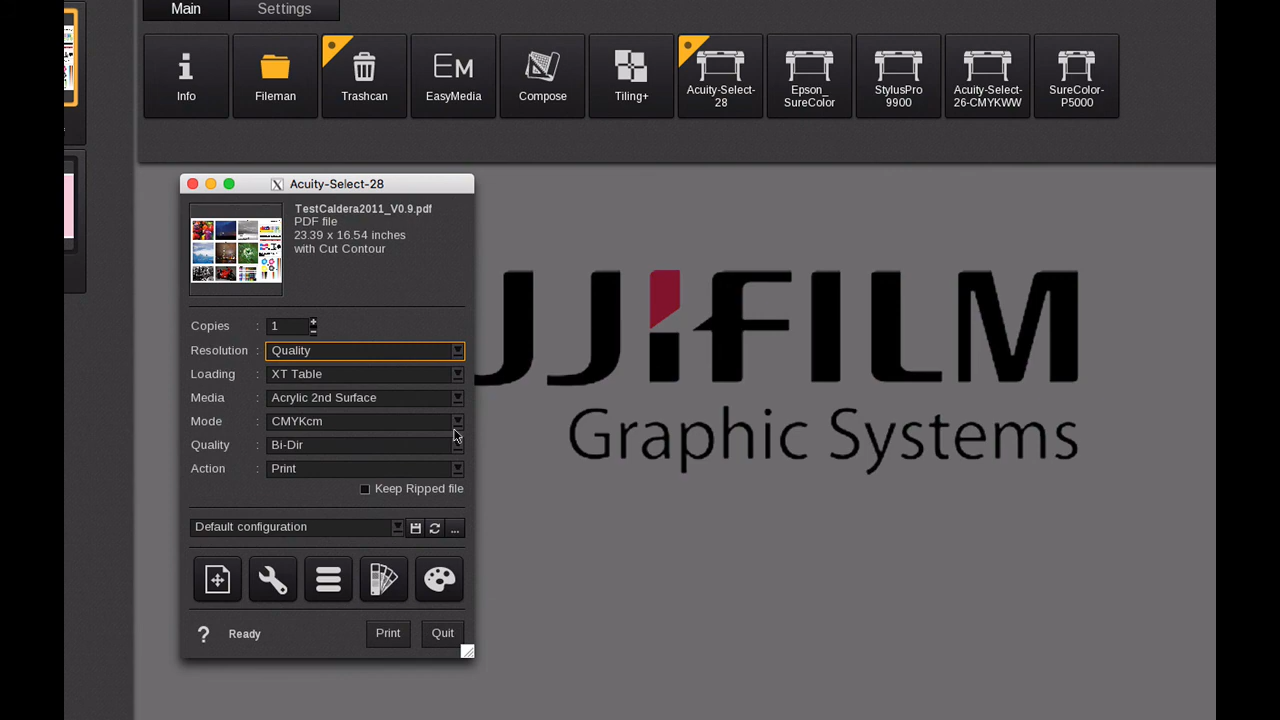 Main
Settings
Info
Fileman
Trashcan
EM
EasyMedia
Compose
Tiling+
Acuity-Select-
28
Epson_
SureColor
StylusPro
9900
Acuity-Select-
26-CMYKWW
SureColor-
P5000
X Acuity-Select-28
TestCaldera2011_V0.9.pdf
PDF file
23.39 x 16.54 inches
with Cut Contour
Copies : 1
Resolution : Quality
Loading : XT Table
Media : Acrylic 2nd Surface
Mode : CMYKcm
Quality : Bi-Dir
Action : Print
Keep Ripped file
Default configuration
...
? Ready
Print
Quit
UJIFILM
Graphic Systems